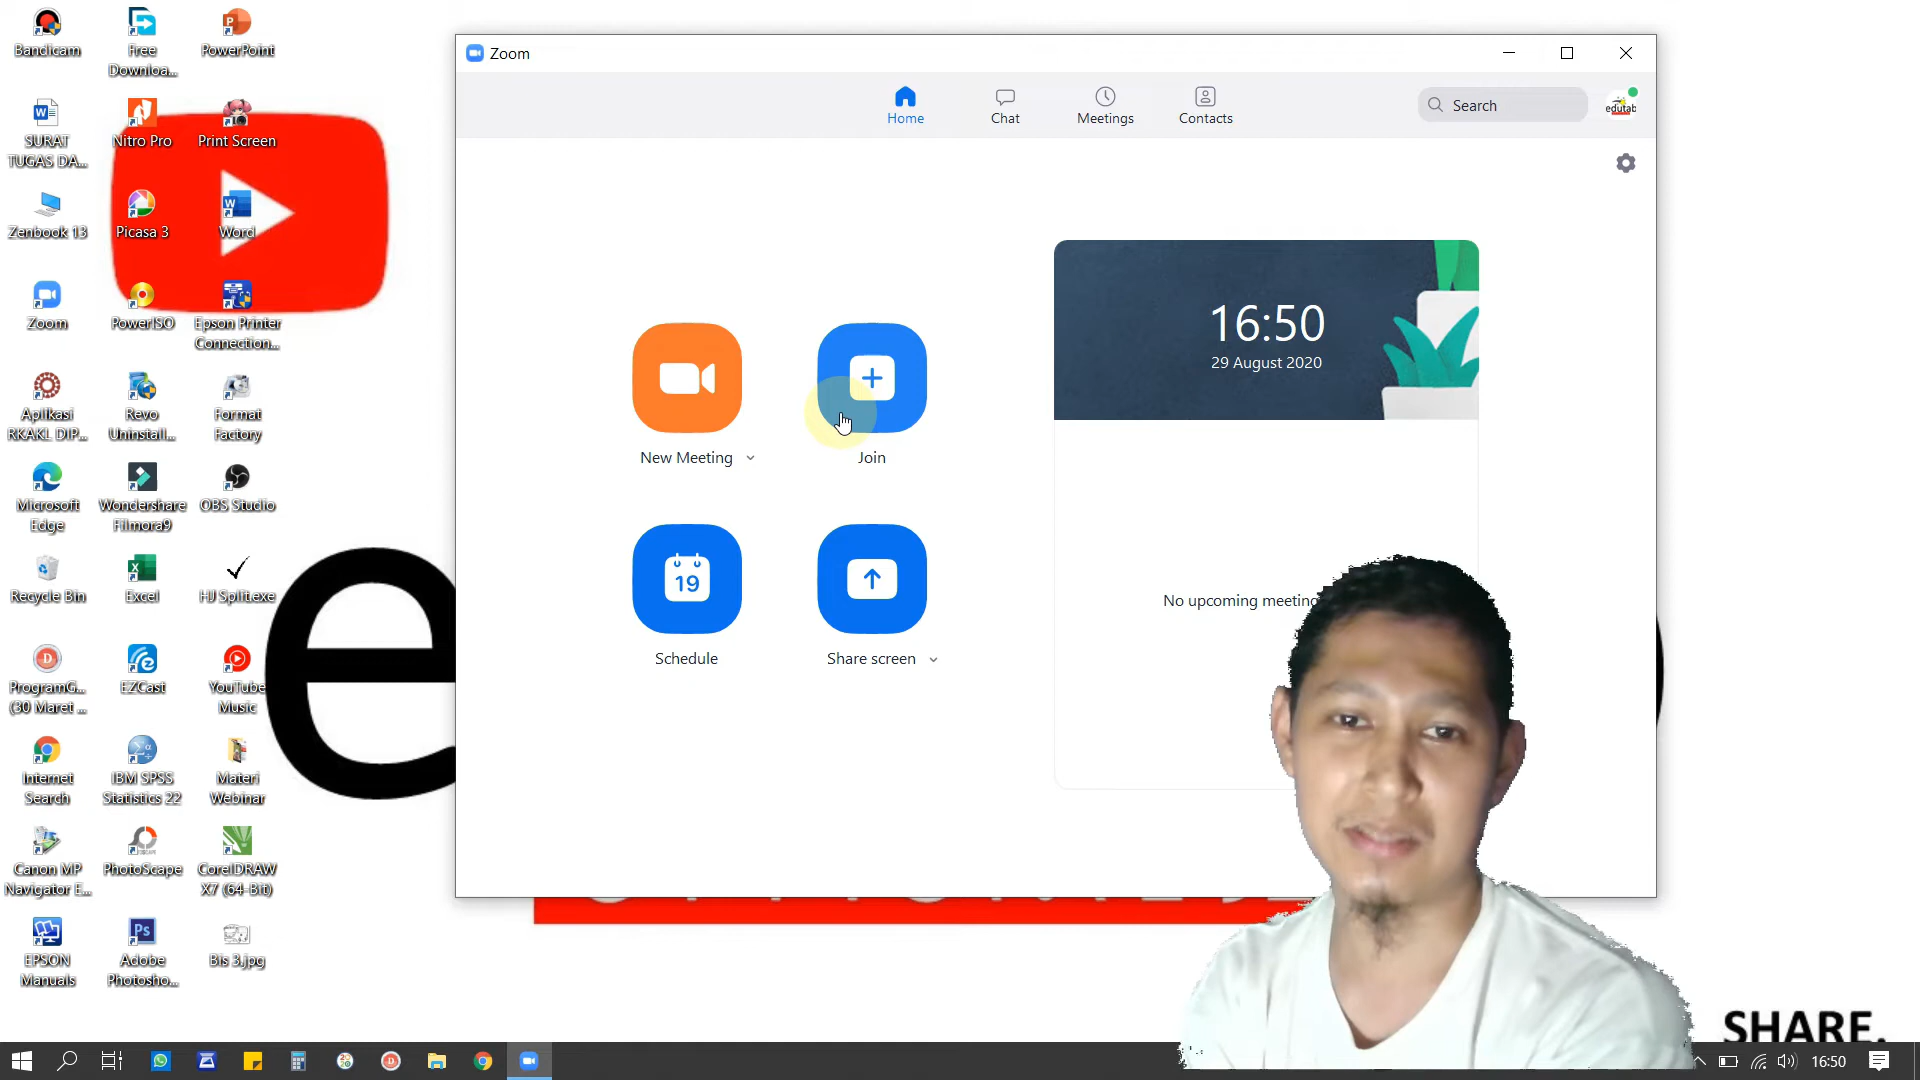 Bandicam
Free
Downloa...
PowerPoint
SURAT
TUGAS DA...
Nitro Pro
Print Screen
Zenbook 13
Picasa 3
Word
Zoom
PowerISO
Epson Printer
Connection...
Aplikasi
RKAKL DIP...
Revo
Uninstall...
Format
Factory
Microsoft
Edge
Wondershare
Filmora9
OBS Studio
Recycle Bin
Excel
HJ Split.exe
ProgramG...
(30 Maret ...
EZCast
YouTube
Music
Internet
Search
IBM SPSS
Statistics 22
Materi
Webinar
Canon MP
Navigator E...
PhotoScape
CorelDRAW
X7 (64-Bit)
EPSON
Manuals
Adobe
Photosho...
Bis 3.jpg
Zoom
Home
Chat
Meetings
Contacts
Search
edutab
16:50
29 August 2020
New Meeting
Join
19
Schedule
Share screen
No upcoming meeting
e
SHARE.
16:50